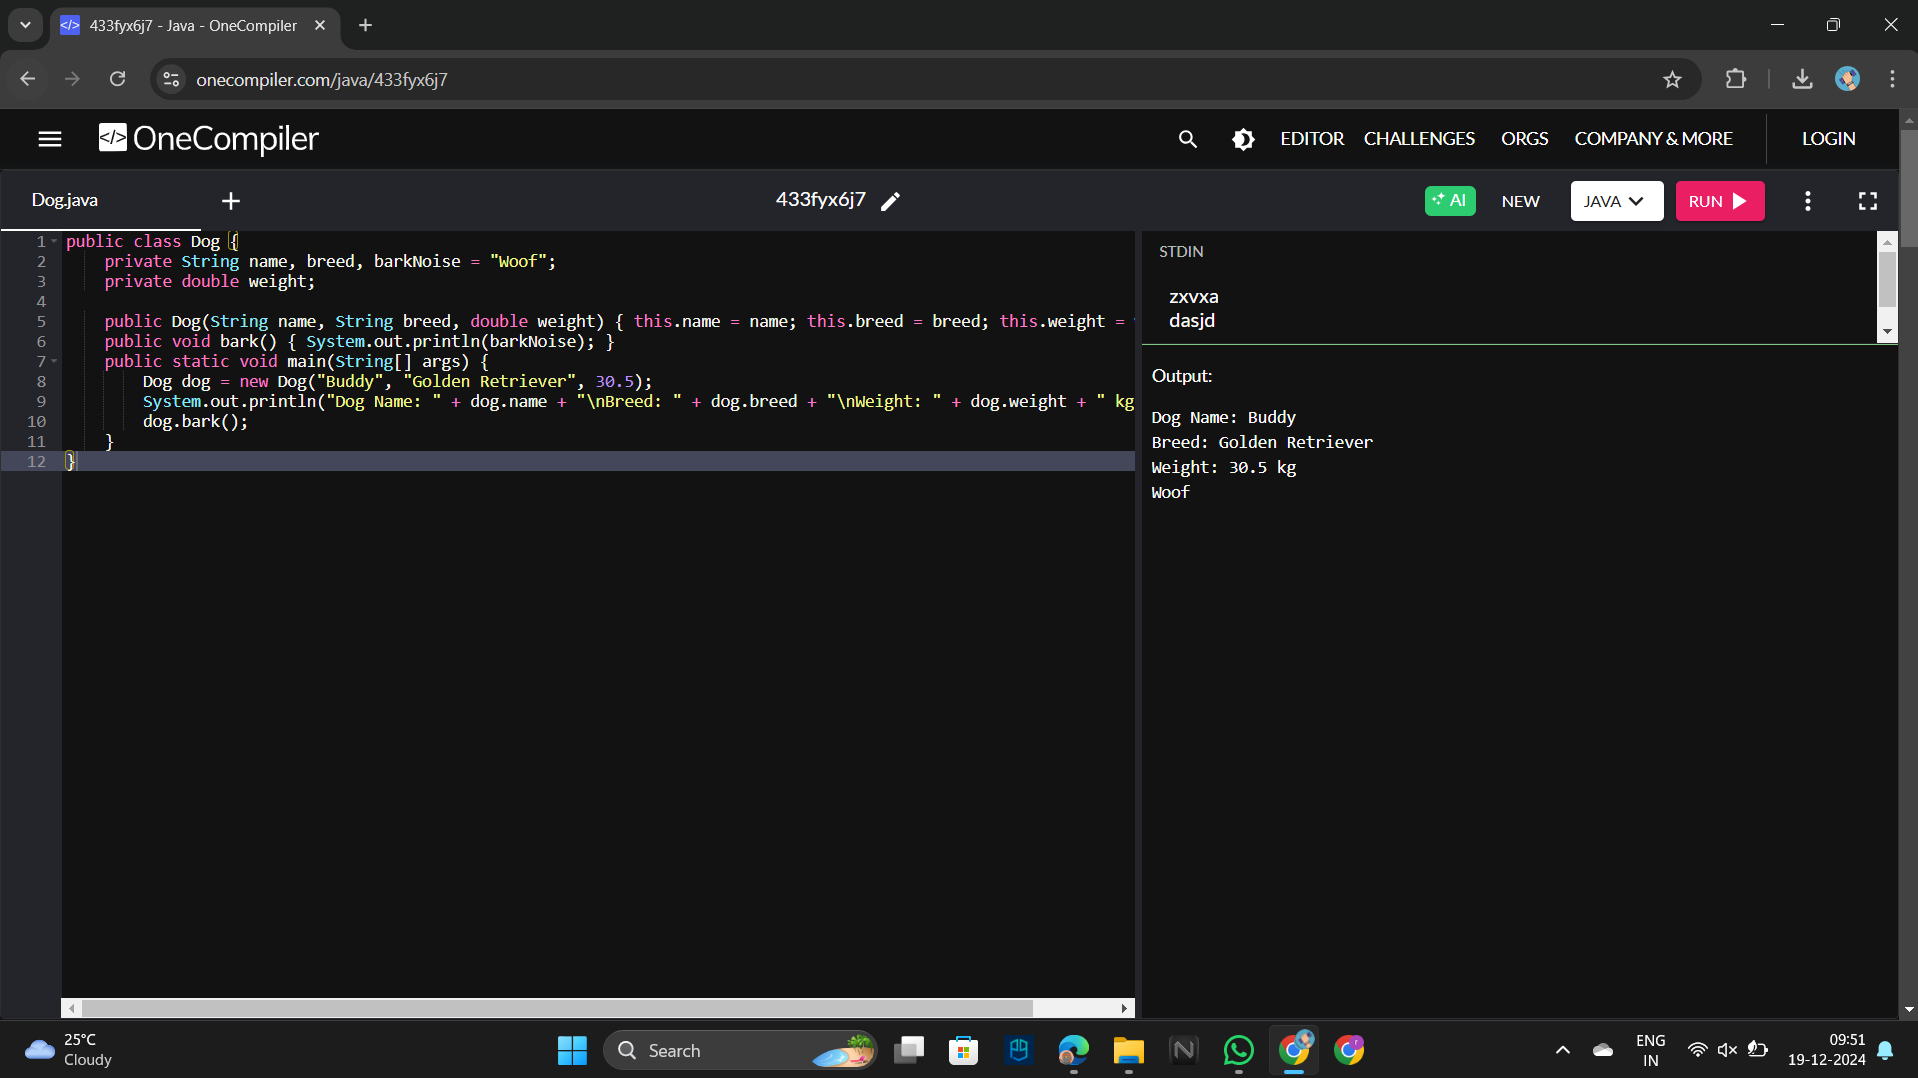 433fyx6j7 - Java - OneCompiler
onecompiler.com/java/433fyx6j7
</> OneCompiler
EDITOR CHALLENGES ORGS COMPANY & MORE LOGIN
Dog.java
433fyx6j7
AI NEW JAVA RUN
1 public class Dog {
2 private String name, breed, barkNoise = "Woof";
3 private double weight;
4
5 public Dog(String name, String breed, double weight) { this.name = name; this.breed = breed; this.weight =
6 public void bark() { System.out.println(barkNoise); }
7 public static void main(String[] args) {
8 Dog dog = new Dog("Buddy", "Golden Retriever", 30.5);
9 System.out.println("Dog Name: " + dog.name + "\nBreed: " + dog.breed + "\nWeight: " + dog.weight + " kg
10 dog.bark();
11 }
12 }
STDIN
zxvxa
dasjd
Output:
Dog Name: Buddy
Breed: Golden Retriever
Weight: 30.5 kg
Woof
25°C
Cloudy
Search
ENG
IN
09:51
19-12-2024